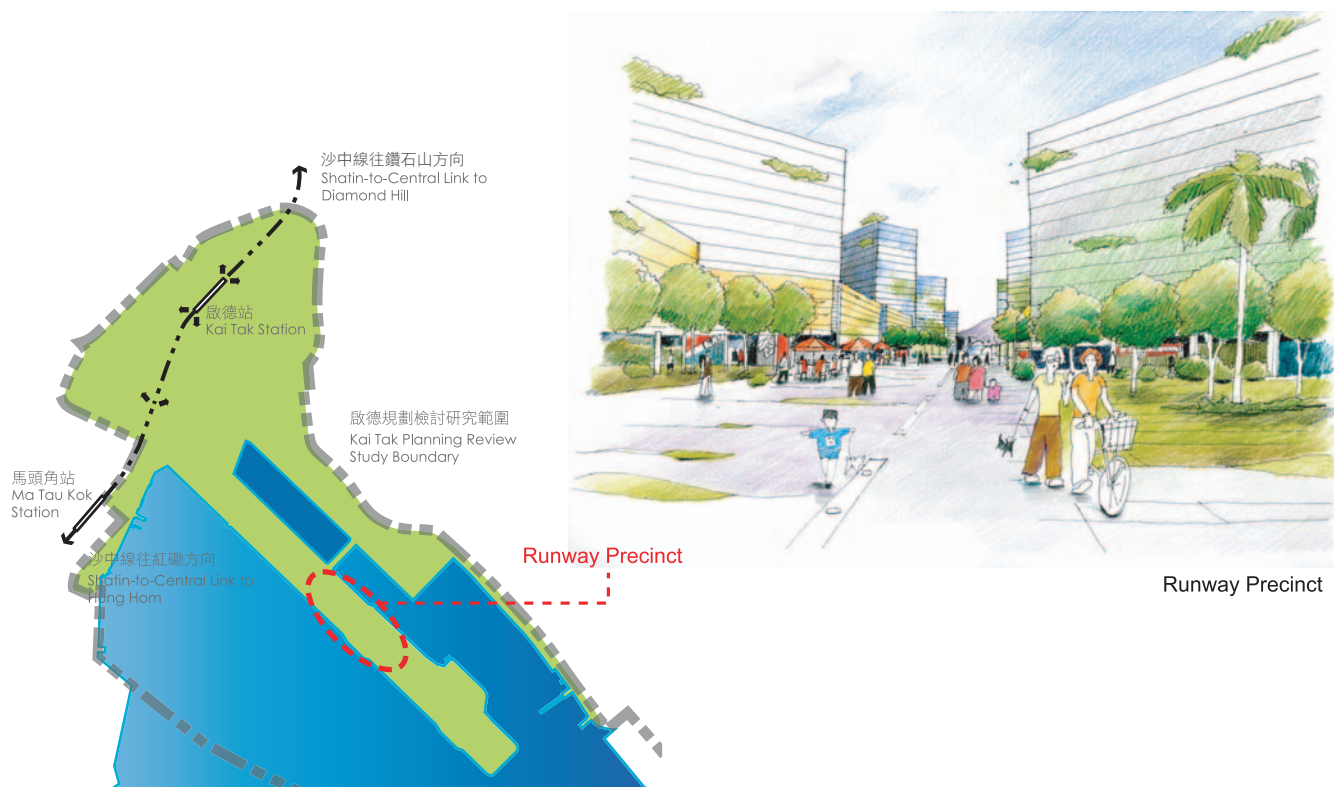 沙中線往鑽石山方向
Shatin-to-Central Link to
Diamond Hill
啟德站
Kai Tak Station
啟德規劃檢討研究範圍
Kai Tak Planning Review
Study Boundary
馬頭角站
Ma Tau Kok
Station
沙中線往紅磡方向
Shatin-to-Central Link to
Hung Hom
Runway Precinct
Runway Precinct